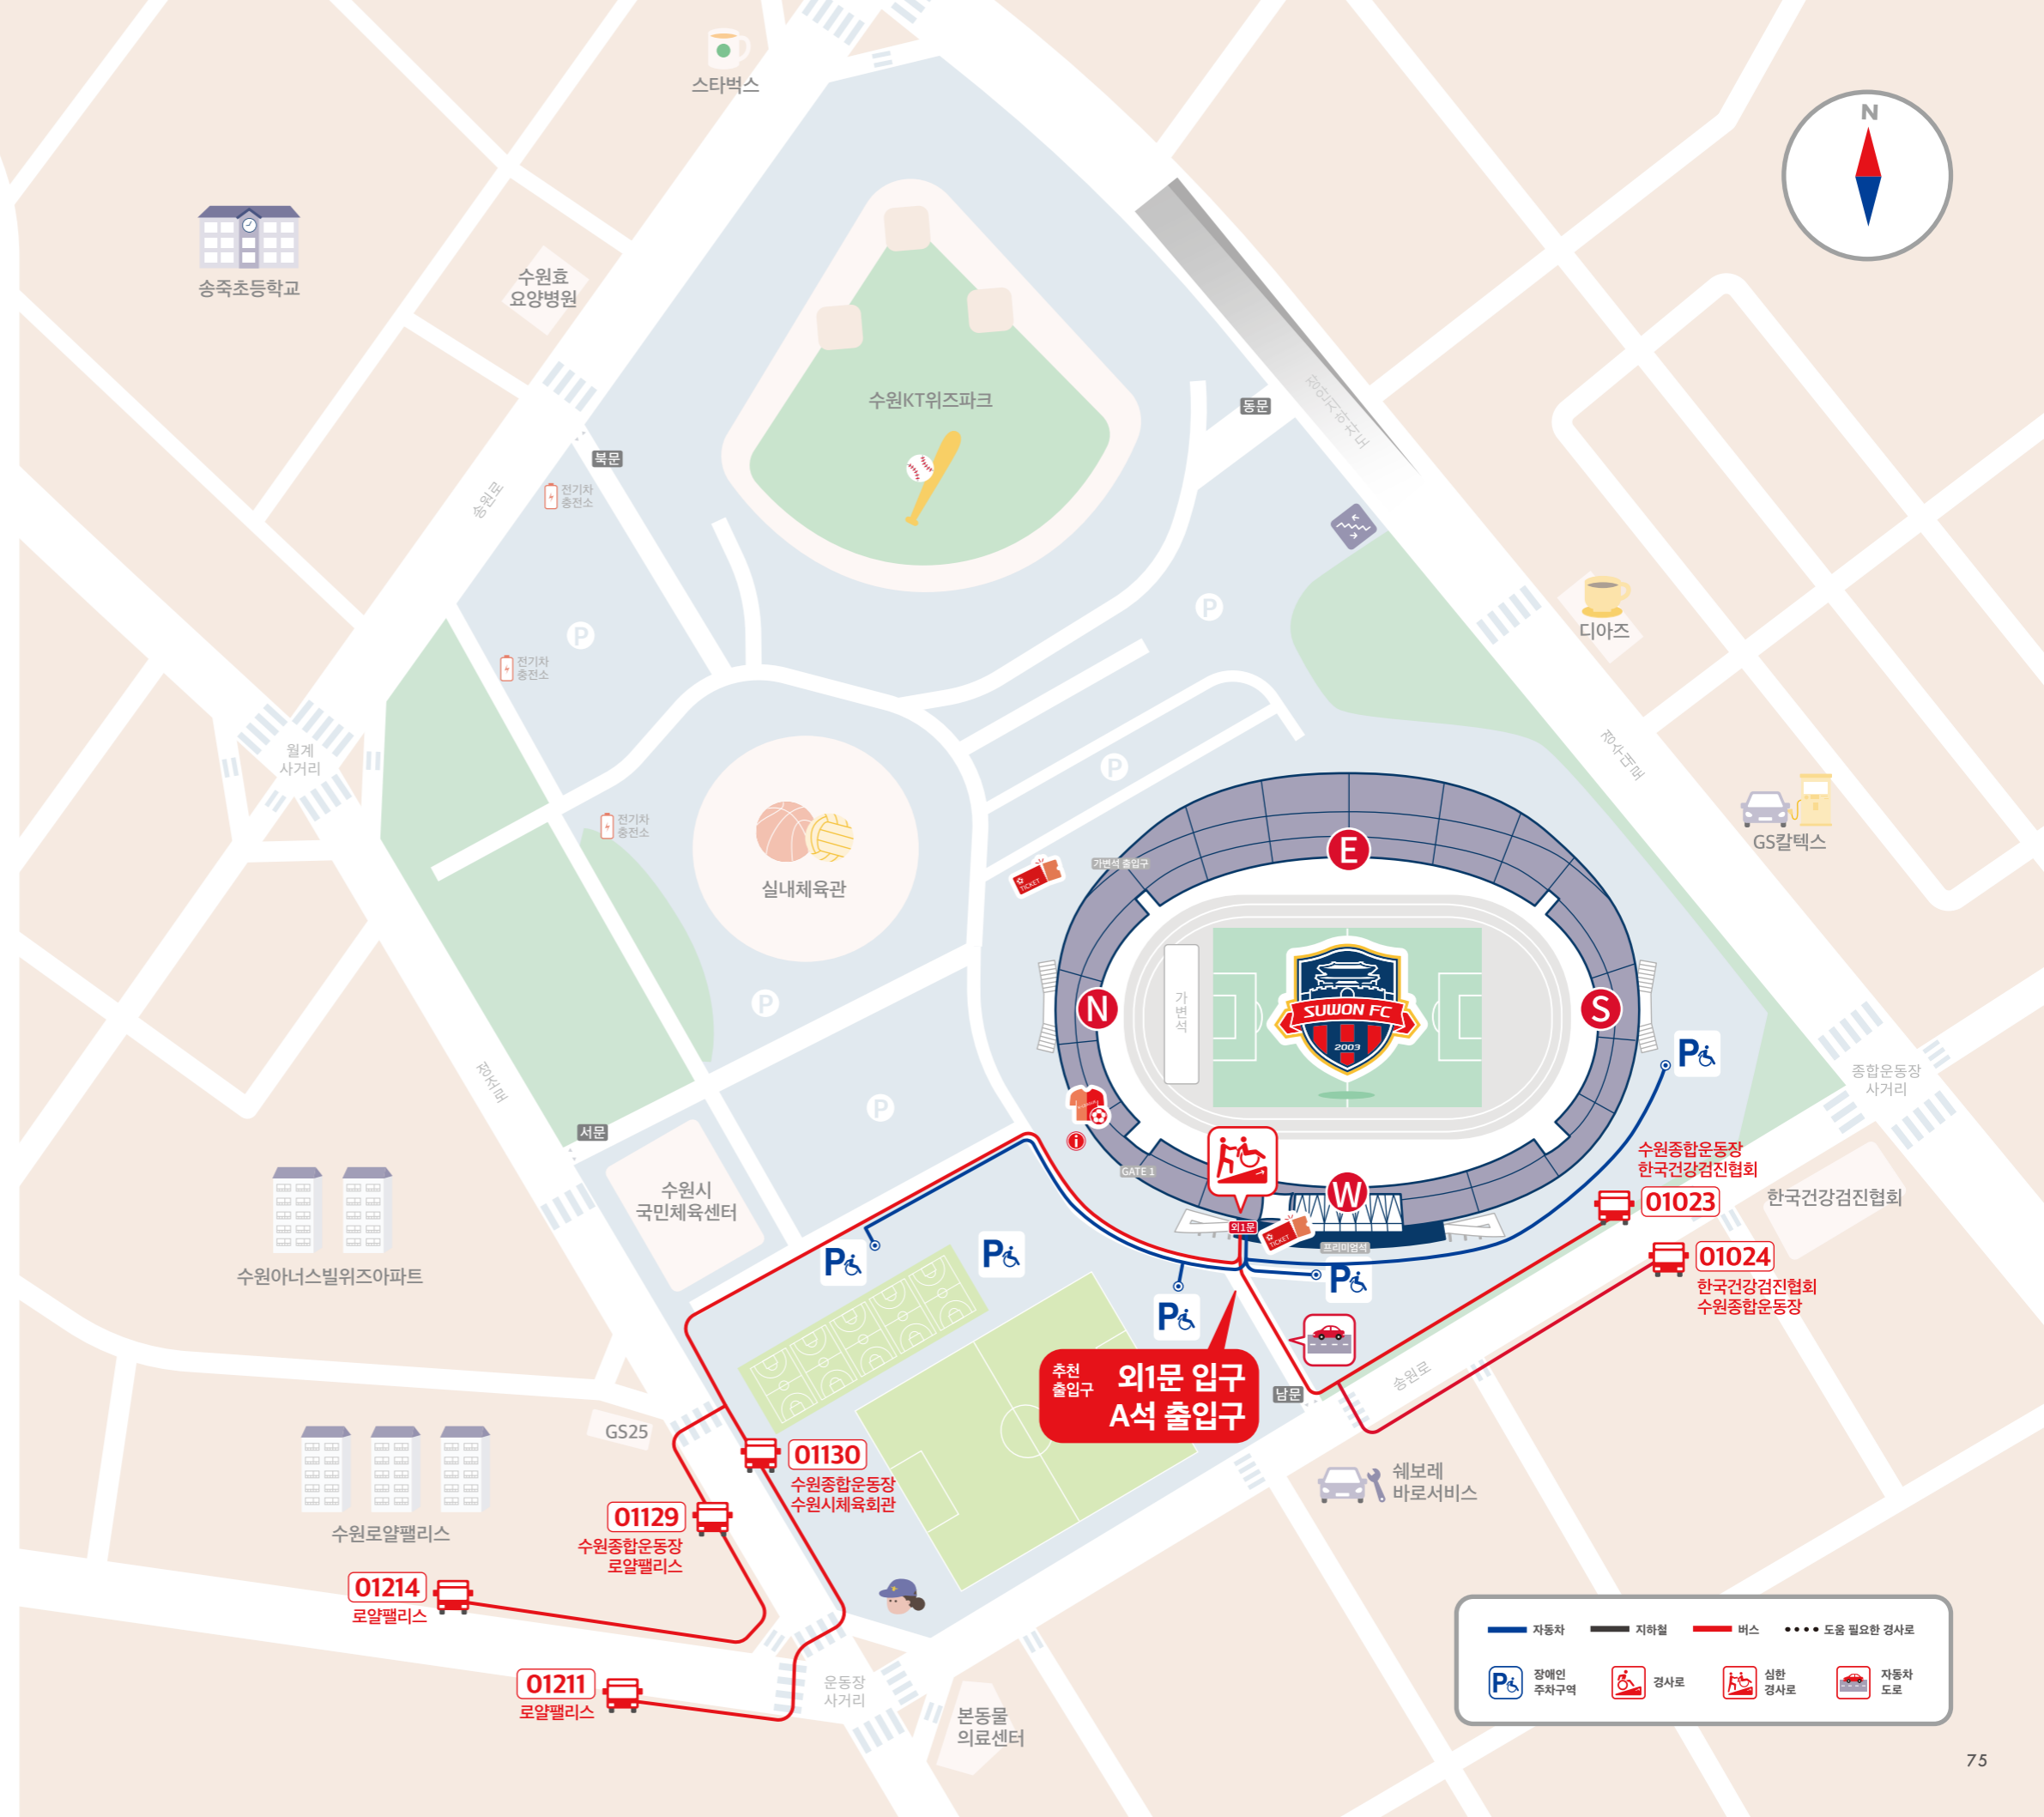 스타벅스
N
송죽초등학교
수원효
요양병원
수원KT위즈파크
동문
장안지하차도
북문
전기차
충전소
송원로
P
P
디아즈
전기차
충전소
경수대로
월계
사거리
P
GS칼텍스
전기차
충전소
실내체육관
가변석 출입구
TICKET
E
N
S
가
변
석
SUWON FC
2003
P
P
종합운동장
사거리
정조로
P
서문
GATE 1
수원시
국민체육센터
W
외1문
TICKET
프리미엄석
수원종합운동장
한국건강검진협회
01023
한국건강검진협회
01024
한국건강검진협회
수원종합운동장
수원아너스빌위즈아파트
P
P
P
P
추천
출입구
외1문 입구
A석 출입구
남문
송원로
GS25
01130
수원종합운동장
수원시체육회관
쉐보레
바로서비스
01129
수원종합운동장
로얄팰리스
수원로얄팰리스
01214
로얄팰리스
01211
로얄팰리스
운동장
사거리
본동물
의료센터
자동차
지하철
버스
도움 필요한 경사로
P
장애인
주차구역
경사로
심한
경사로
자동차
도로
75